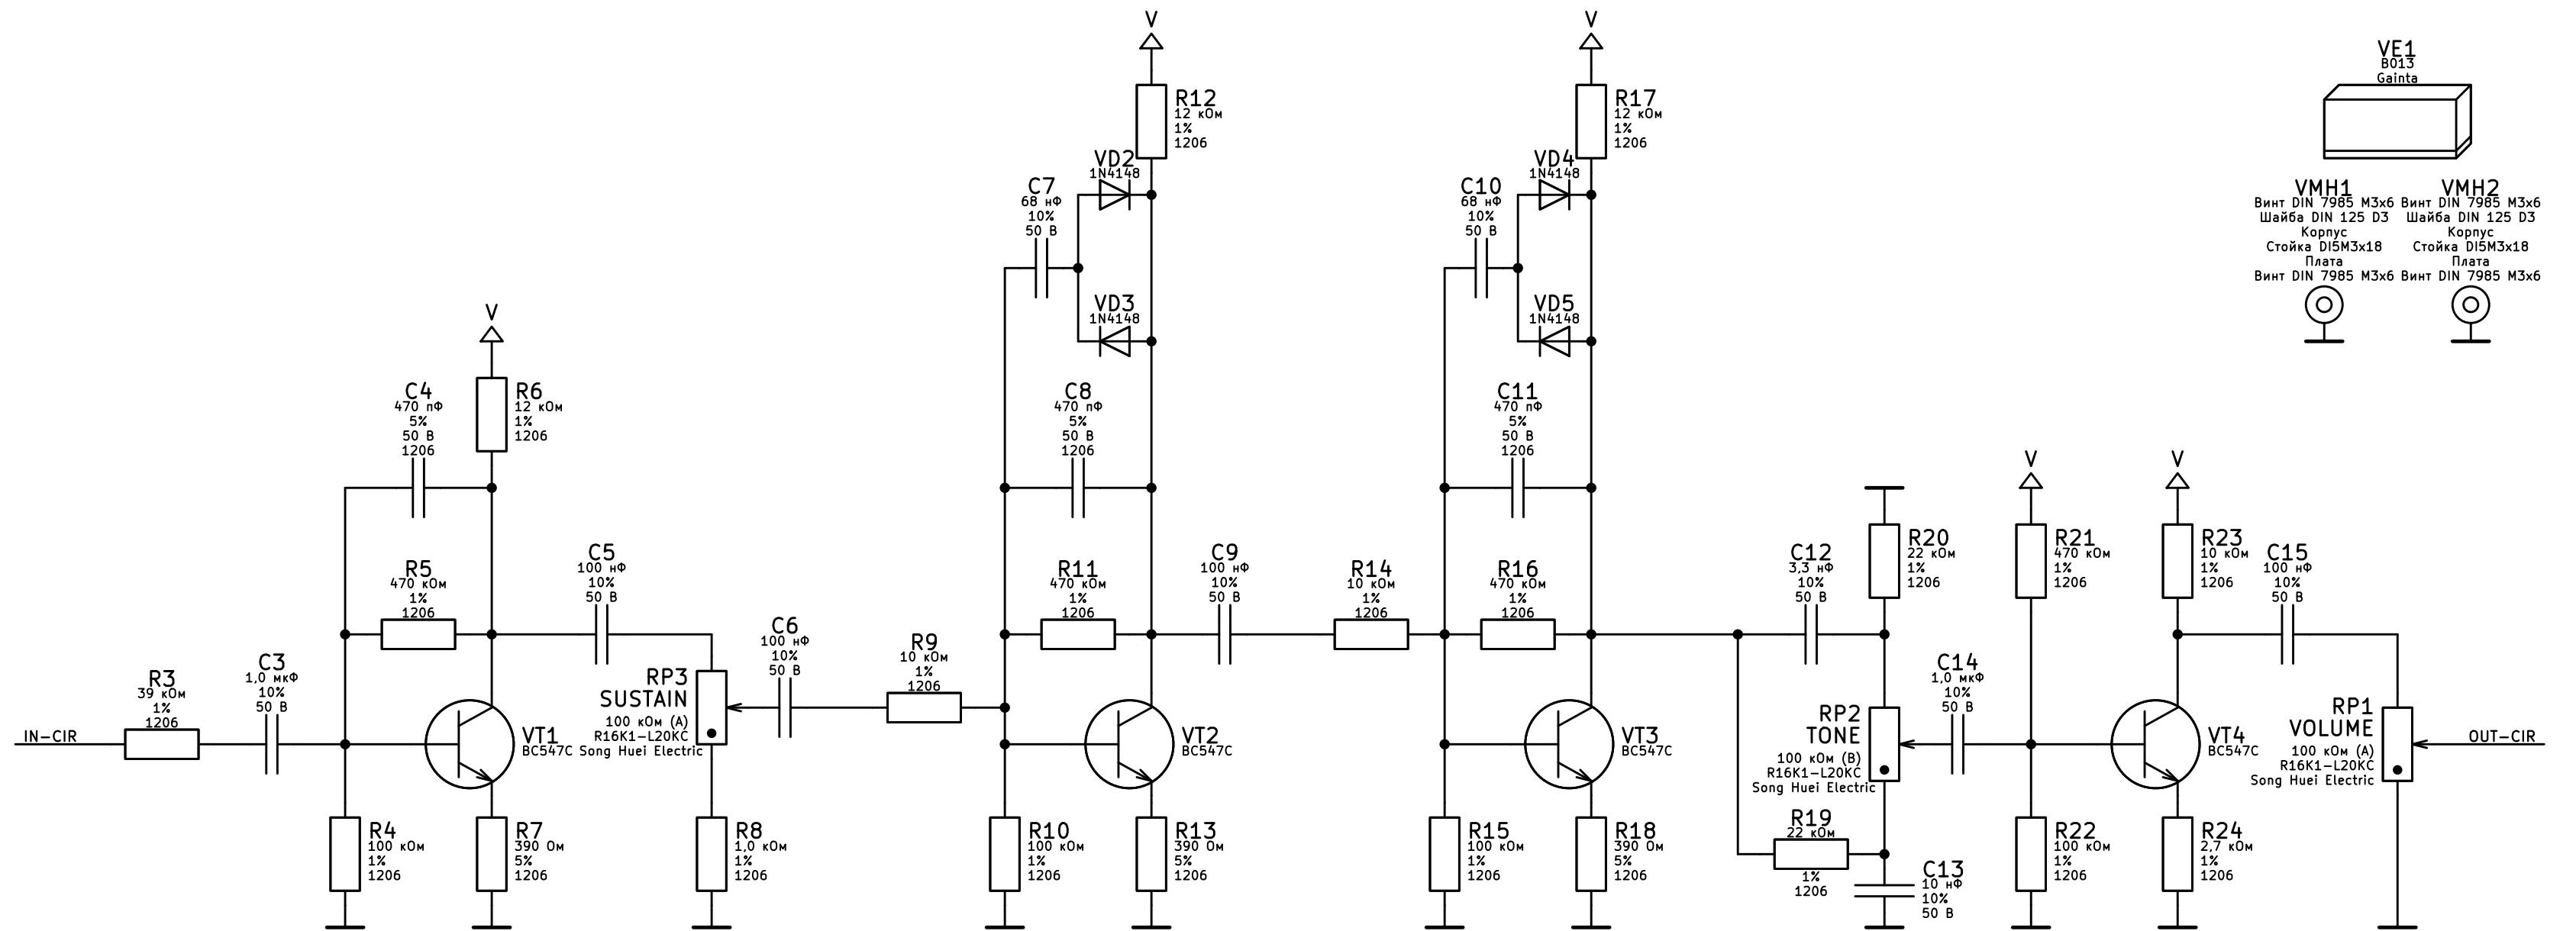 V
V
VE1
B013
Gainta
R12
12 кОм
1%
1206
R17
12 кОм
1%
1206
VD2
1N4148
VD4
1N4148
C7
68 нФ
10%
50 В
C10
68 нФ
10%
50 В
VMH1
Винт DIN 7985 М3х6
Шайба DIN 125 D3
Корпус
Стойка DI5M3x18
Плата
Винт DIN 7985 М3х6
VMH2
Винт DIN 7985 М3х6
Шайба DIN 125 D3
Корпус
Стойка DI5M3x18
Плата
Винт DIN 7985 М3х6
V
VD3
1N4148
VD5
1N4148
C4
470 пФ
5%
50 В
1206
R6
12 кОм
1%
1206
C8
470 пФ
5%
50 В
1206
C11
470 пФ
5%
50 В
1206
V
V
R5
470 кОм
1%
1206
C5
100 нФ
10%
50 В
R11
470 кОм
1%
1206
C9
100 нФ
10%
50 В
R14
10 кОм
1%
1206
R16
470 кОм
1%
1206
C12
3,3 нФ
10%
50 В
R20
22 кОм
1%
1206
R21
470 кОм
1%
1206
R23
10 кОм
1%
1206
C15
100 нФ
10%
50 В
IN-CIR
R3
39 кОм
1%
1206
C3
1,0 мкФ
10%
50 В
VT1
BC547C
RP3
SUSTAIN
100 кОм (A)
R16K1-L20KC
Song Huei Electric
C6
100 нФ
10%
50 В
R9
10 кОм
1%
1206
VT2
BC547C
VT3
BC547C
RP2
TONE
100 кОм (B)
R16K1-L20KC
Song Huei Electric
C14
1,0 мкФ
10%
50 В
VT4
BC547C
RP1
VOLUME
100 кОм (A)
R16K1-L20KC
Song Huei Electric
OUT-CIR
R4
100 кОм
1%
1206
R7
390 Ом
5%
1206
R8
1,0 кОм
1%
1206
R10
100 кОм
1%
1206
R13
390 Ом
5%
1206
R15
100 кОм
1%
1206
R18
390 Ом
5%
1206
R19
22 кОм
1%
1206
C13
10 нФ
10%
50 В
R22
100 кОм
1%
1206
R24
2,7 кОм
1%
1206